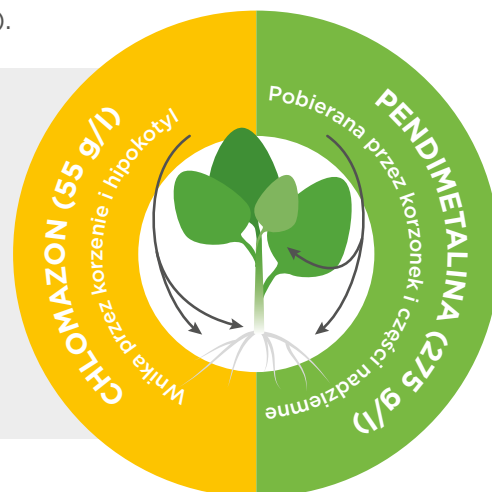 ).
CHLOMAZON (55 g/l)
Wnika przez korzenie i hipokotyl
PENDIMETALINA (275 g/l)
Pobierana przez korzonek i części nadziemne